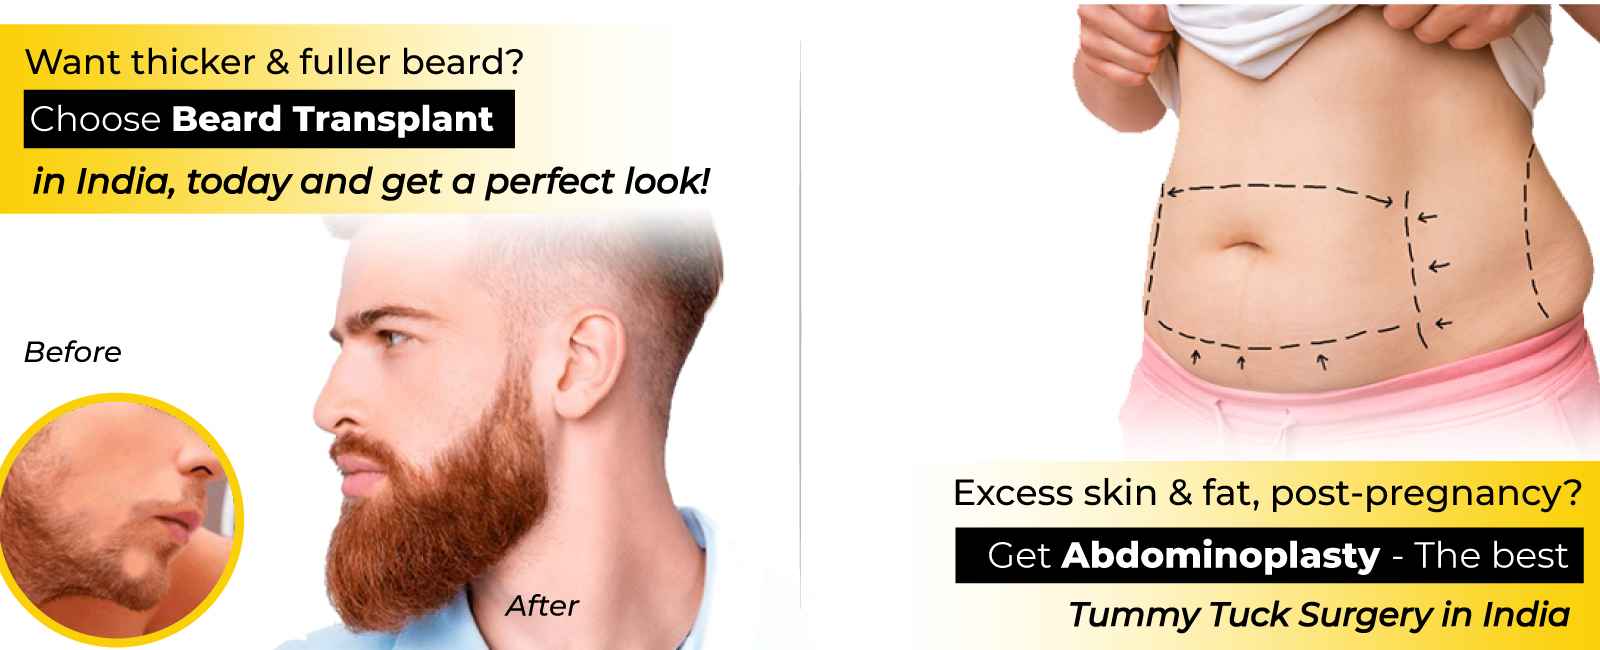 Want thicker & fuller beard?
Choose Beard Transplant
in India, today and get a perfect look!
Before
After
Excess skin & fat, post-pregnancy?
Get Abdominoplasty - The best
Tummy Tuck Surgery in India